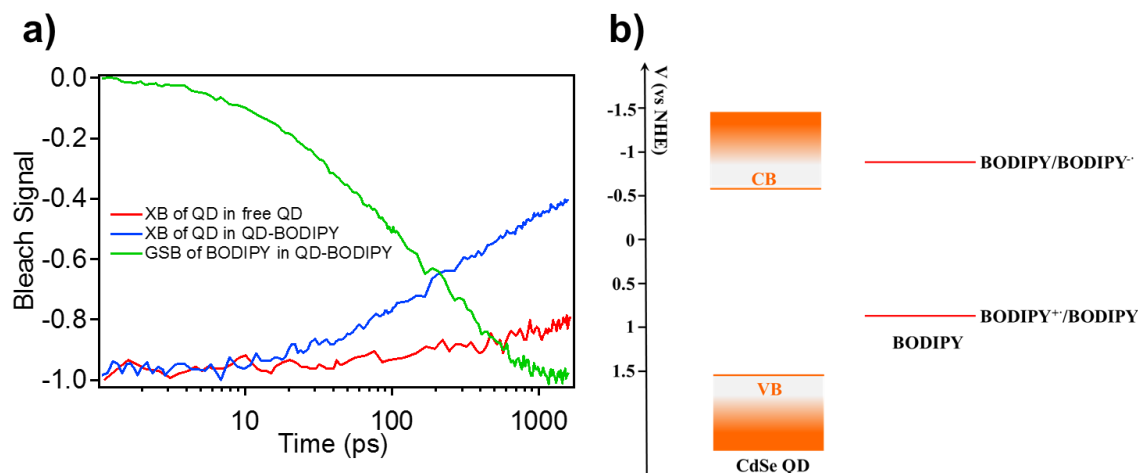 a)
0.0
-0.2
-0.4
-0.6
-0.8
-1.0
Bleach Signal
XB of QD in free QD
XB of QD in QD-BODIPY
GSB of BODIPY in QD-BODIPY
10
100
1000
Time (ps)
b)
V (vs NHE)
-1.5
-1
-0.5
0
0.5
1
1.5
CB
VB
CdSe QD
BODIPY/BODIPY⁻·
BODIPY⁺·/BODIPY
BODIPY